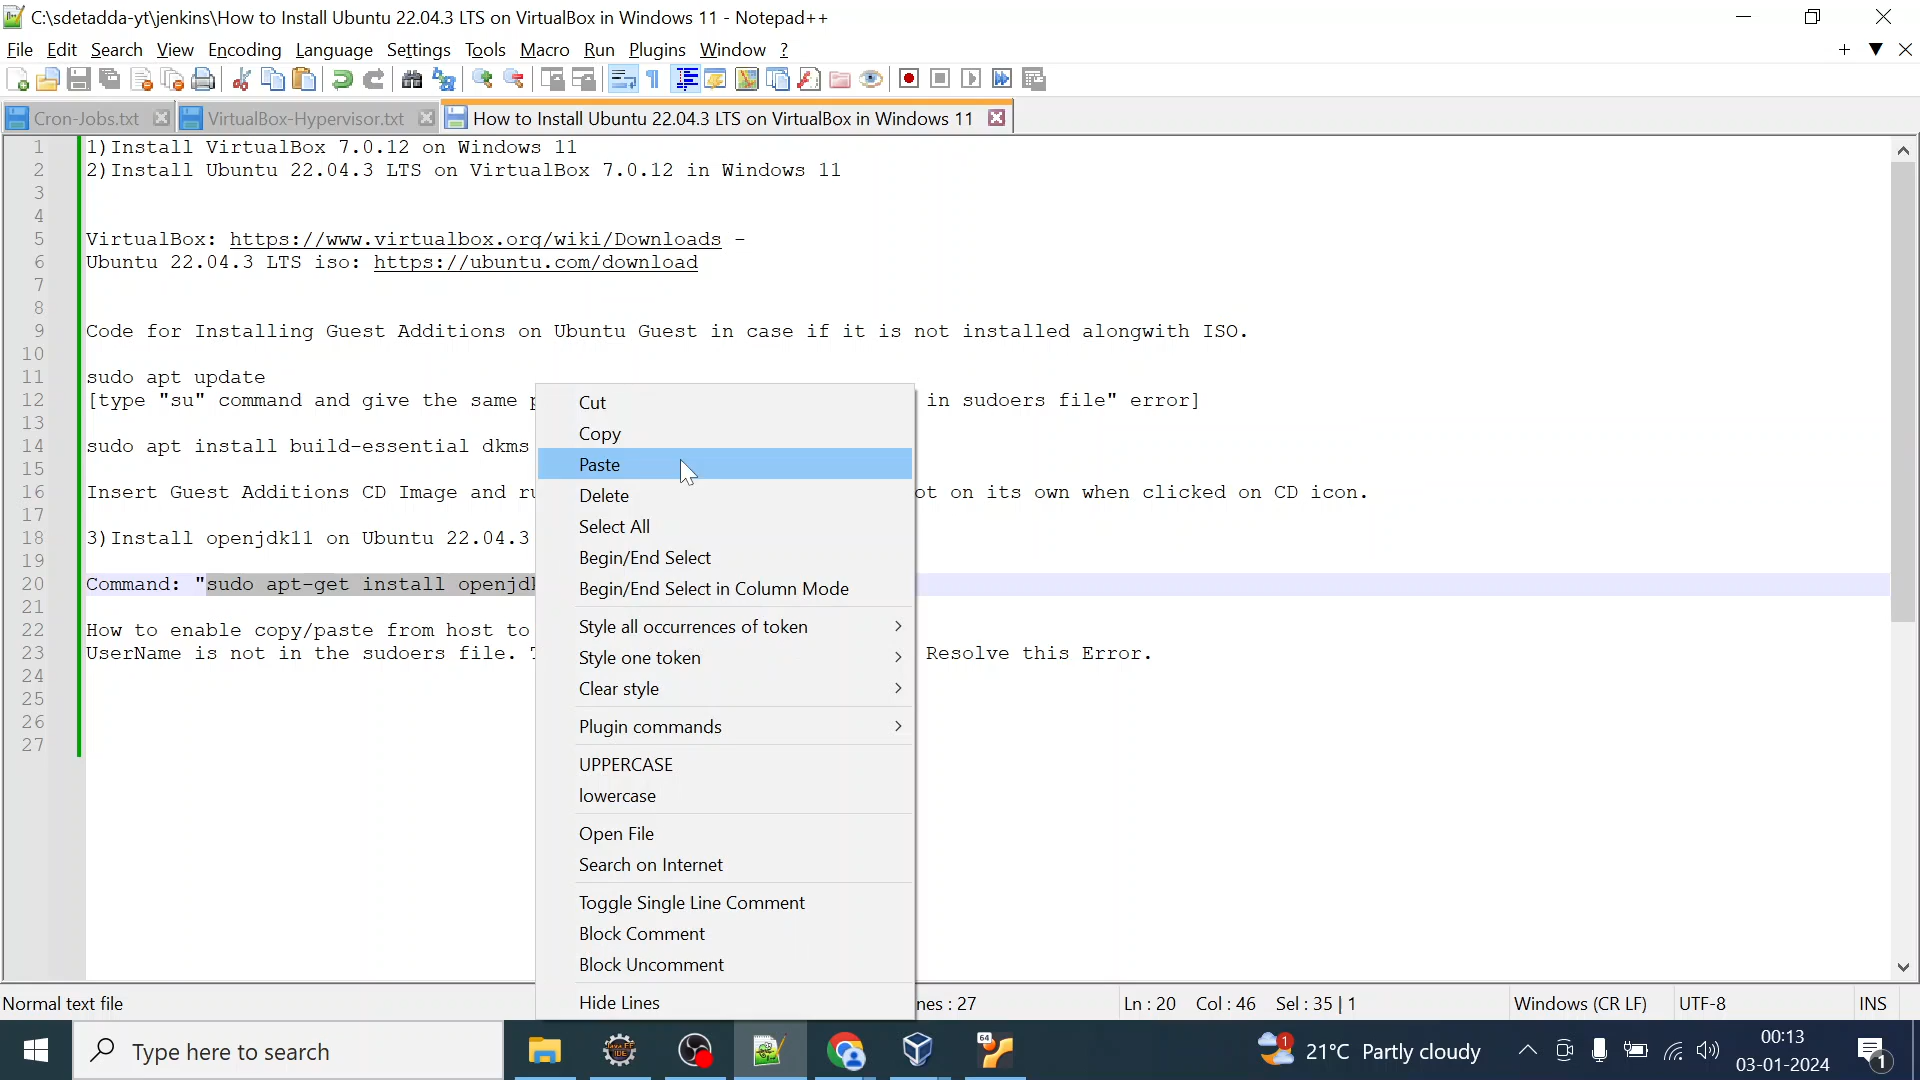 C:\sdetadda-yt\jenkins\How to Install Ubuntu 22.04.3 LTS on VirtualBox in Windows 11 - Notepad++
File Edit Search View Encoding Language Settings Tools Macro Run Plugins Window ?
Cron-Jobs.txt VirtualBox-Hypervisor.txt How to Install Ubuntu 22.04.3 LTS on VirtualBox in Windows 11
1 1)Install VirtualBox 7.0.12 on Windows 11
2 2)Install Ubuntu 22.04.3 LTS on VirtualBox 7.0.12 in Windows 11
3
4
5 VirtualBox: https://www.virtualbox.org/wiki/Downloads -
6 Ubuntu 22.04.3 LTS iso: https://ubuntu.com/download
7
8
9 Code for Installing Guest Additions on Ubuntu Guest in case if it is not installed alongwith ISO.
10
11 sudo apt update
12 [type "su" command and give the same in sudoers file" error]
13
14 sudo apt install build-essential dkms
15
16 Insert Guest Additions CD Image and on its own when clicked on CD icon.
17
18 3)Install openjdk11 on Ubuntu 22.04.3
19
20 Command: "sudo apt-get install
21
22 How to enable copy/paste from host to
23 UserName is not in the sudoers file. Resolve this Error.
24
25
26
27
Cut
Copy
Paste
Delete
Select All
Begin/End Select
Begin/End Select in Column Mode
Style all occurrences of token
Style one token
Clear style
Plugin commands
UPPERCASE
lowercase
Open File
Search on Internet
Toggle Single Line Comment
Block Comment
Block Uncomment
Hide Lines
Normal text file nes : 27 Ln : 20 Col : 46 Sel : 35 | 1 Windows (CR LF) UTF-8 INS
Type here to search
64
1 21°C Partly cloudy
00:13
03-01-2024
1